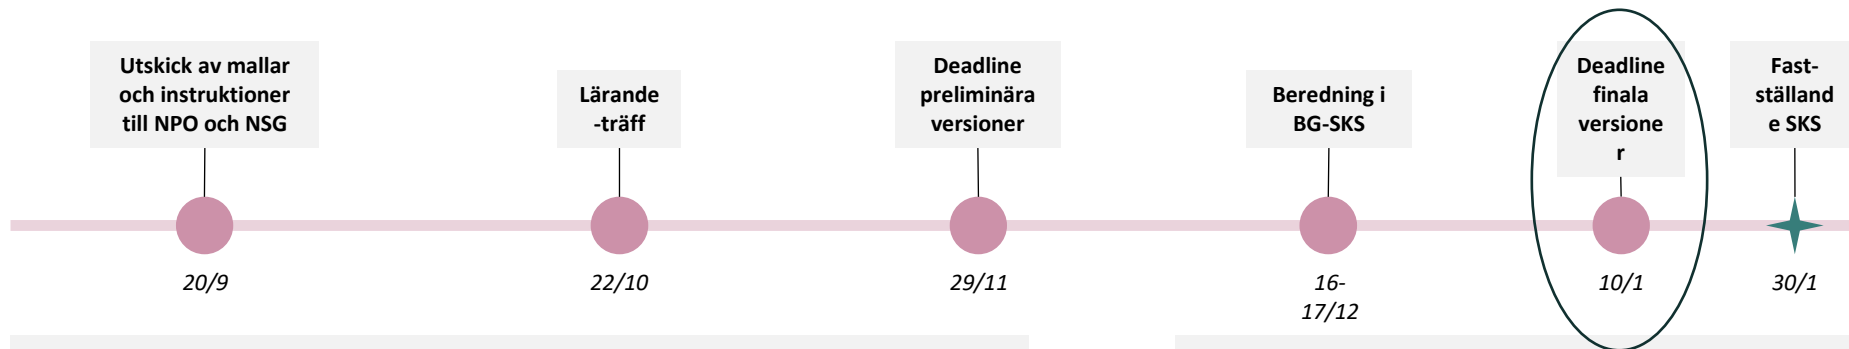 Utskick av mallar
och instruktioner
till NPO och NSG
Lärande
-träff
Deadline
preliminära
versioner
Beredning i
BG-SKS
Deadline
finala
versione
r
Fast-
ställand
e SKS
20/9
22/10
29/11
16-
17/12
10/1
30/1